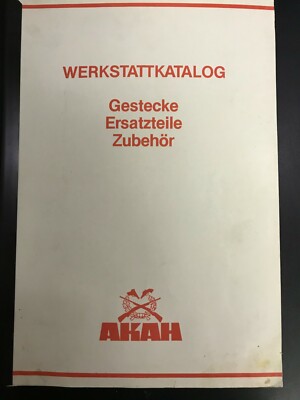 WERKSTATTKATALOG
Gestecke
Ersatzteile
Zubehör
AKAH